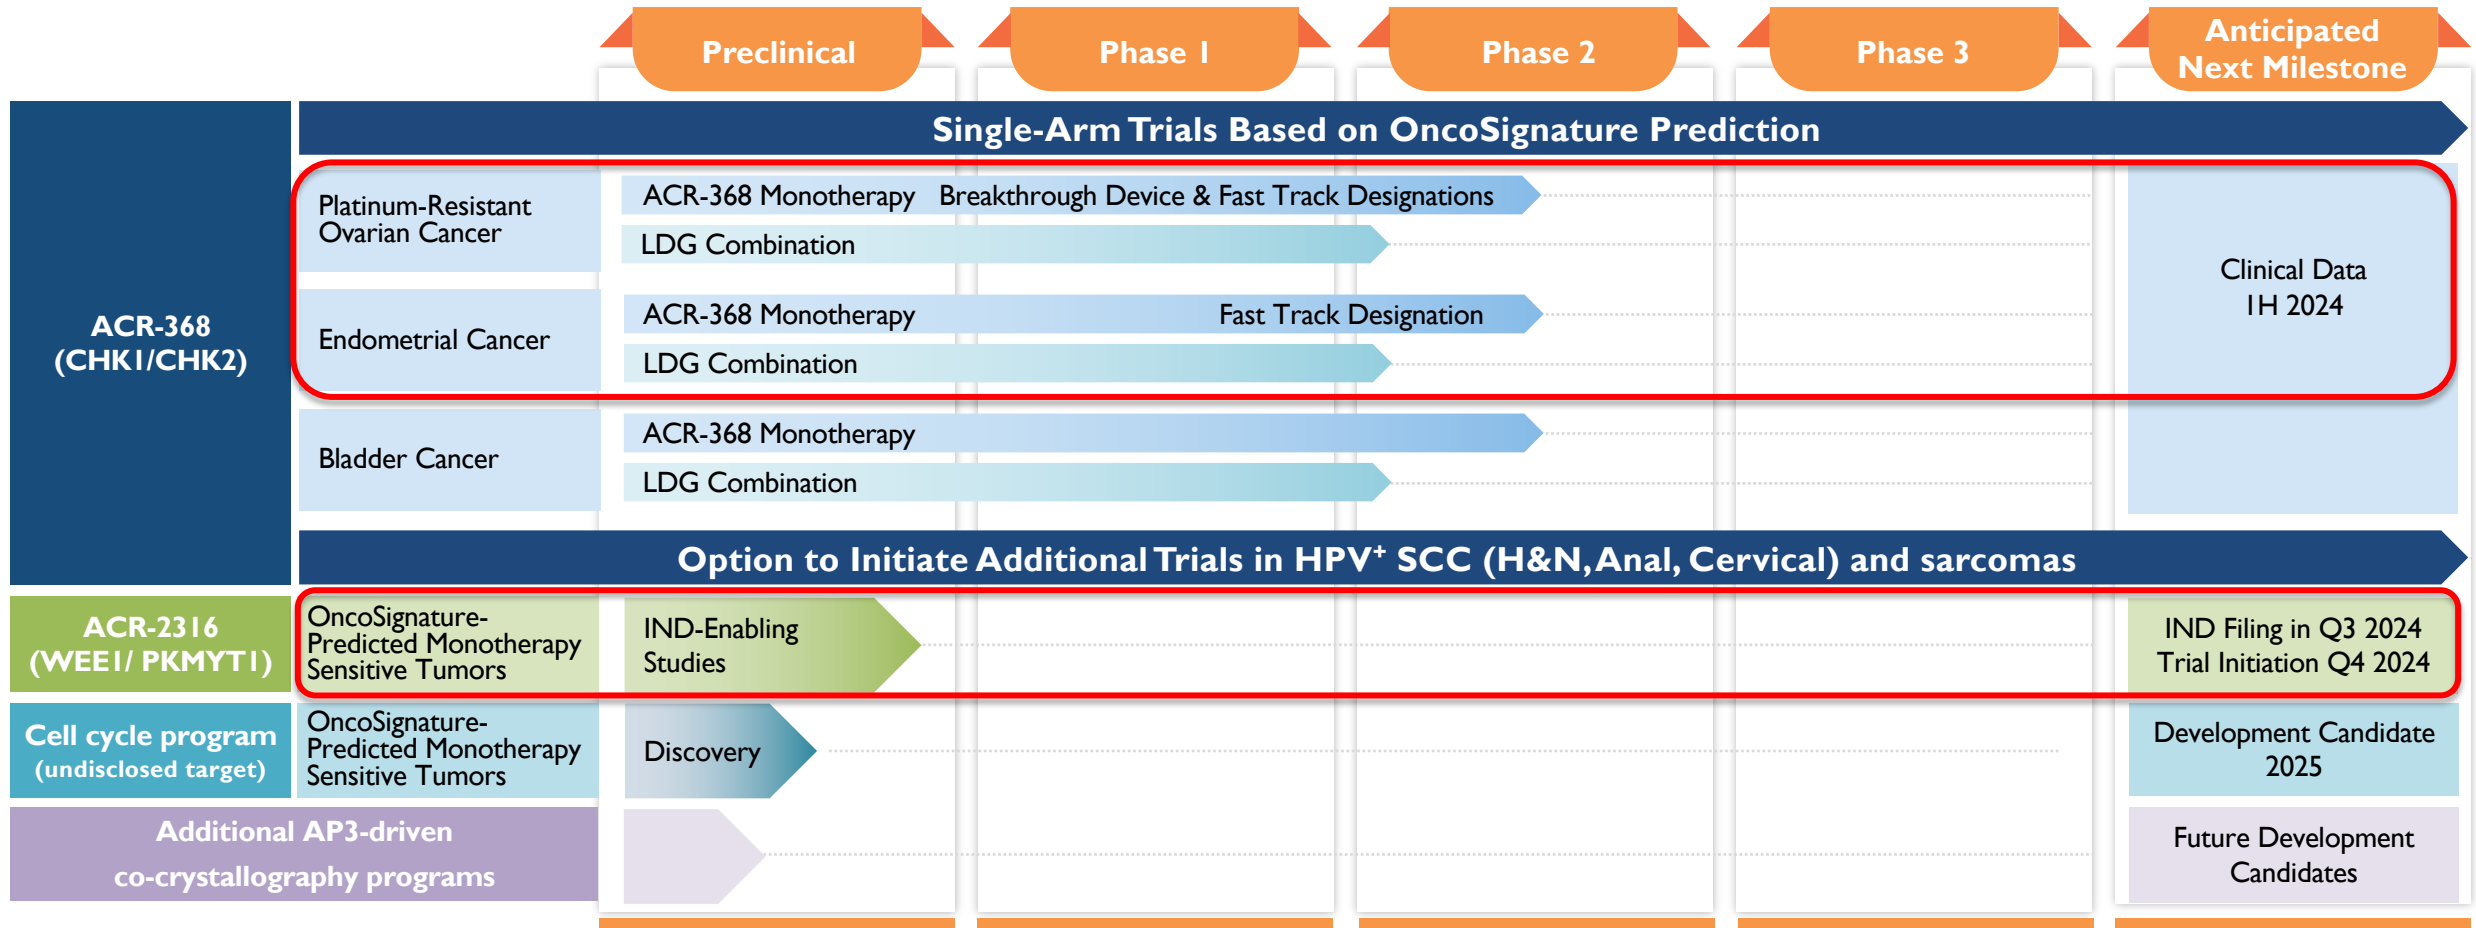 Preclinical
Phase 1
Phase 2
Phase 3
Anticipated
Next Milestone
Single-Arm Trials Based on OncoSignature Prediction
ACR-368
(CHK1/CHK2)
Platinum-Resistant
Ovarian Cancer
ACR-368 Monotherapy Breakthrough Device & Fast Track Designations
LDG Combination
Endometrial Cancer
ACR-368 Monotherapy Fast Track Designation
LDG Combination
Clinical Data
1H 2024
Bladder Cancer
ACR-368 Monotherapy
LDG Combination
Option to Initiate Additional Trials in HPV⁺ SCC (H&N, Anal, Cervical) and sarcomas
ACR-2316
(WEE1/ PKMYT1)
OncoSignature-
Predicted Monotherapy
Sensitive Tumors
IND-Enabling
Studies
IND Filing in Q3 2024
Trial Initiation Q4 2024
Cell cycle program
(undisclosed target)
OncoSignature-
Predicted Monotherapy
Sensitive Tumors
Discovery
Development Candidate
2025
Additional AP3-driven
co-crystallography programs
Future Development
Candidates